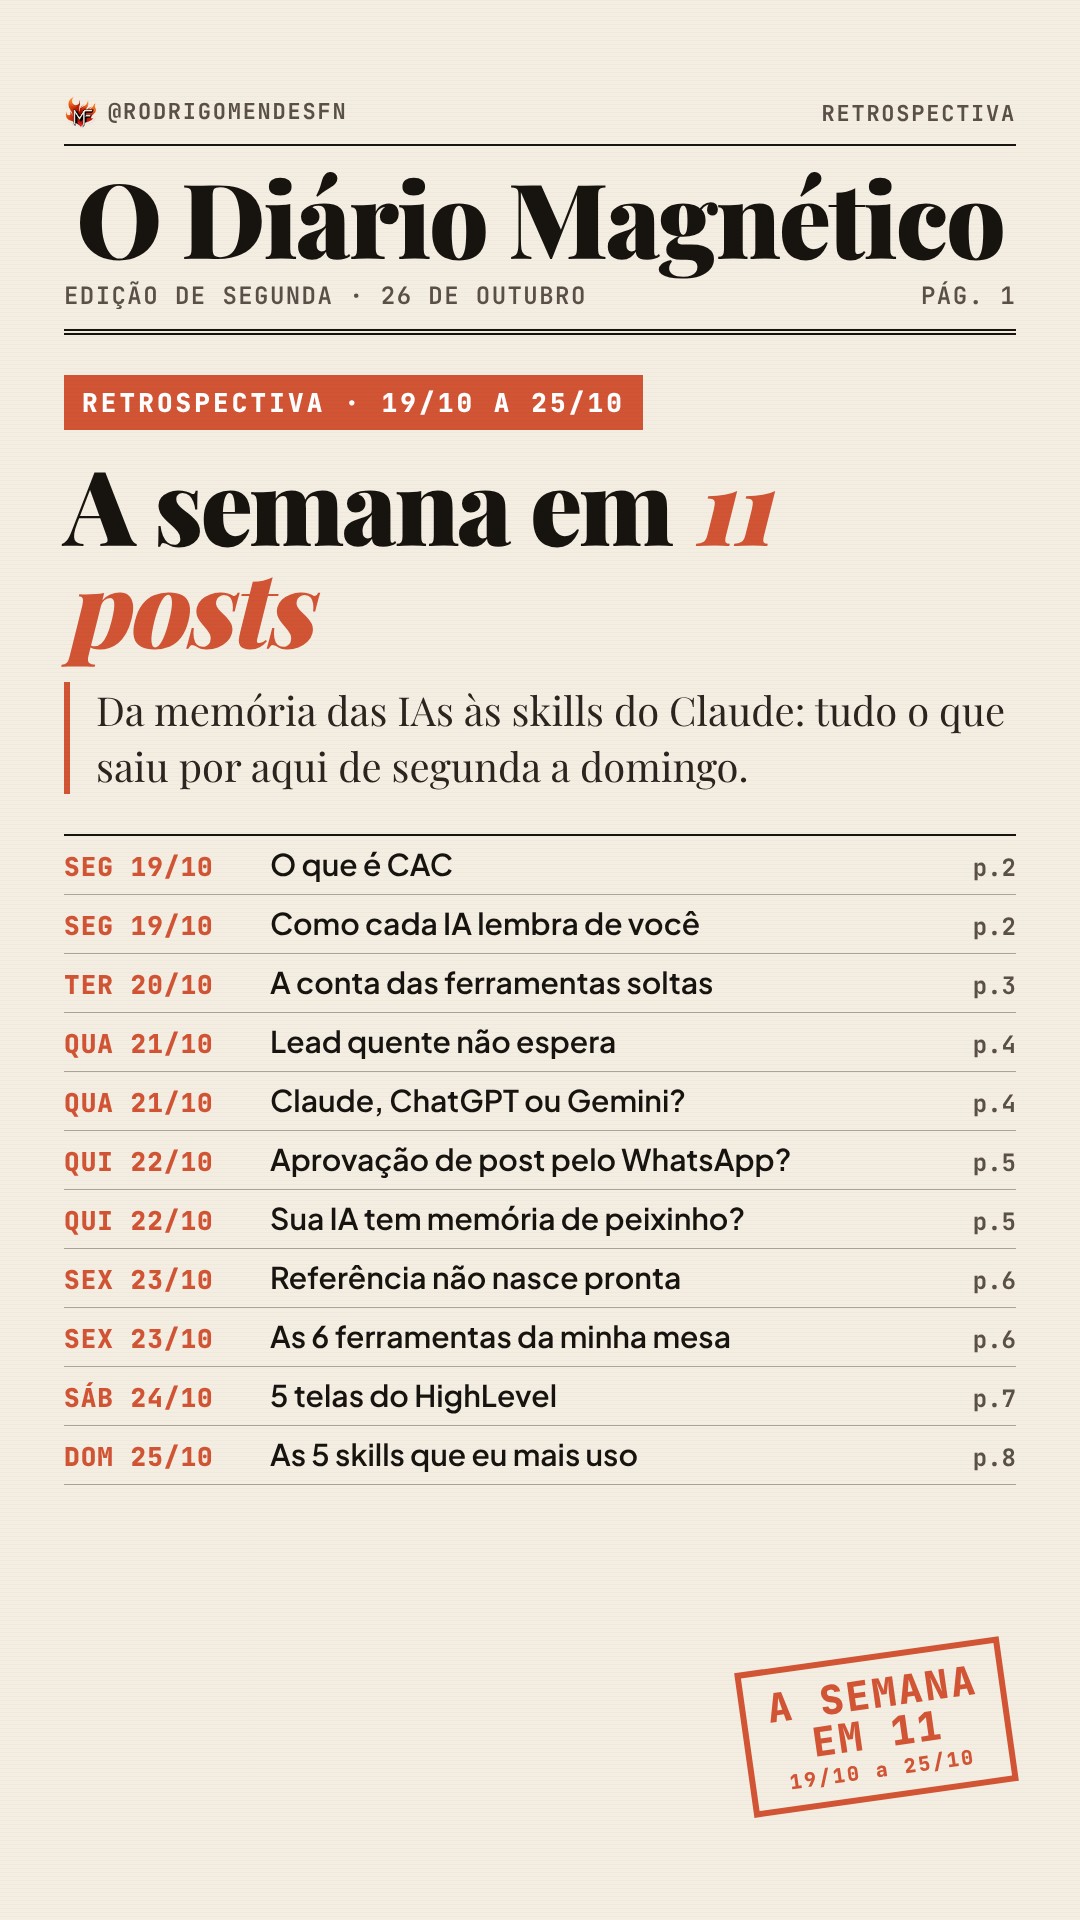 MF @RODRIGOMENDESFN
RETROSPECTIVA
O Diário Magnético
EDIÇÃO DE SEGUNDA · 26 DE OUTUBRO
PÁG. 1
RETROSPECTIVA · 19/10 A 25/10
A semana em 11
posts
Da memória das IAs às skills do Claude: tudo o que
saiu por aqui de segunda a domingo.
SEG 19/10 O que é CAC p.2
SEG 19/10 Como cada IA lembra de você p.2
TER 20/10 A conta das ferramentas soltas p.3
QUA 21/10 Lead quente não espera p.4
QUA 21/10 Claude, ChatGPT ou Gemini? p.4
QUI 22/10 Aprovação de post pelo WhatsApp? p.5
QUI 22/10 Sua IA tem memória de peixinho? p.5
SEX 23/10 Referência não nasce pronta p.6
SEX 23/10 As 6 ferramentas da minha mesa p.6
SÁB 24/10 5 telas do HighLevel p.7
DOM 25/10 As 5 skills que eu mais uso p.8
A SEMANA
EM 11
19/10 a 25/10